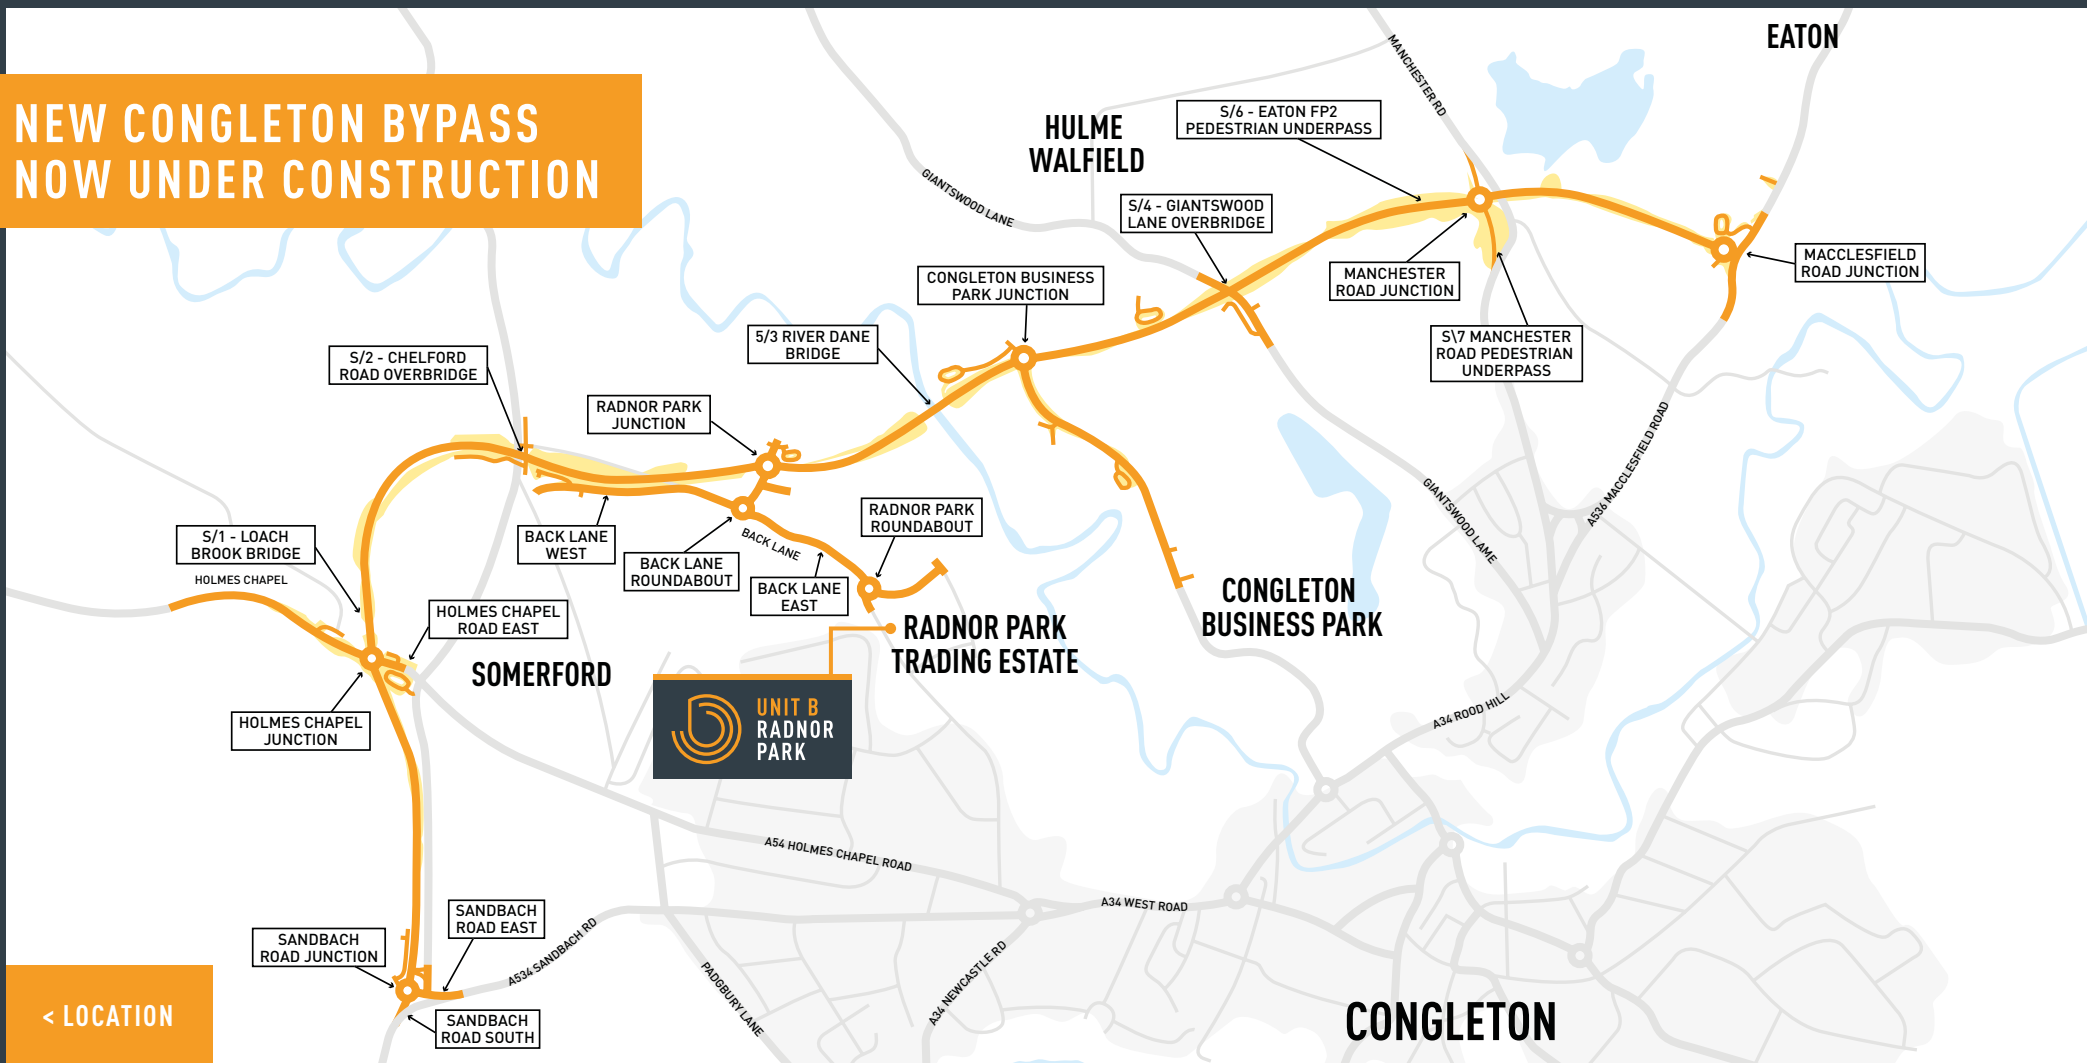 NEW CONGLETON BYPASS
NOW UNDER CONSTRUCTION
EATON
MANCHESTER RD
HULME
WALFIELD
S/6 - EATON FP2
PEDESTRIAN UNDERPASS
GIANTSWOOD LANE
S/4 - GIANTSWOOD
LANE OVERBRIDGE
MACCLESFIELD
ROAD JUNCTION
MANCHESTER
ROAD JUNCTION
CONGLETON BUSINESS
PARK JUNCTION
S\7 MANCHESTER
ROAD PEDESTRIAN
UNDERPASS
5/3 RIVER DANE
BRIDGE
S/2 - CHELFORD
ROAD OVERBRIDGE
RADNOR PARK
JUNCTION
A536 MACCLESFIELD ROAD
GIANTSWOOD LAME
RADNOR PARK
ROUNDABOUT
S/1 - LOACH
BROOK BRIDGE
BACK LANE
WEST
BACK LANE
BACK LANE
ROUNDABOUT
BACK LANE
EAST
HOLMES CHAPEL
HOLMES CHAPEL
ROAD EAST
CONGLETON
BUSINESS PARK
RADNOR PARK
TRADING ESTATE
SOMERFORD
UNIT B
RADNOR
PARK
HOLMES CHAPEL
JUNCTION
A34 ROOD HILL
A54 HOLMES CHAPEL ROAD
A34 WEST ROAD
SANDBACH
ROAD EAST
SANDBACH
ROAD JUNCTION
A534 SANDBACH RD
PADGBURY LANE
A34 NEWCASTLE RD
SANDBACH
ROAD SOUTH
CONGLETON
< LOCATION